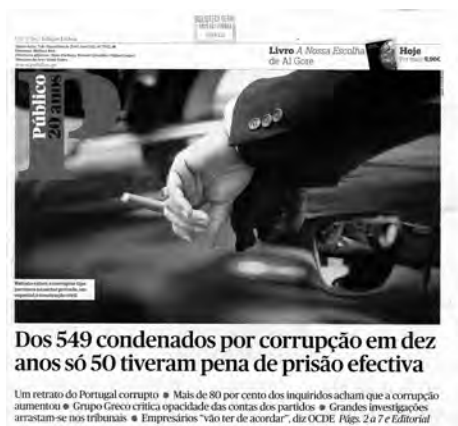 Livro A Nossa Escolha
de Al Gore
Hoje
Público
20 anos
P
Dos 549 condenados por corrupção em dez
anos só 50 tiveram pena de prisão efectiva
Um retrato do Portugal corrupto ● Mais de 80 por cento dos inquiridos acham que a corrupção
aumentou ● Grupo Greco critica opacidade das contas dos partidos ● Grandes investigações
arrastam-se nos tribunais ● Empresários "vão ter de acordar", diz OCDE Págs. 2 a 7 e Editorial